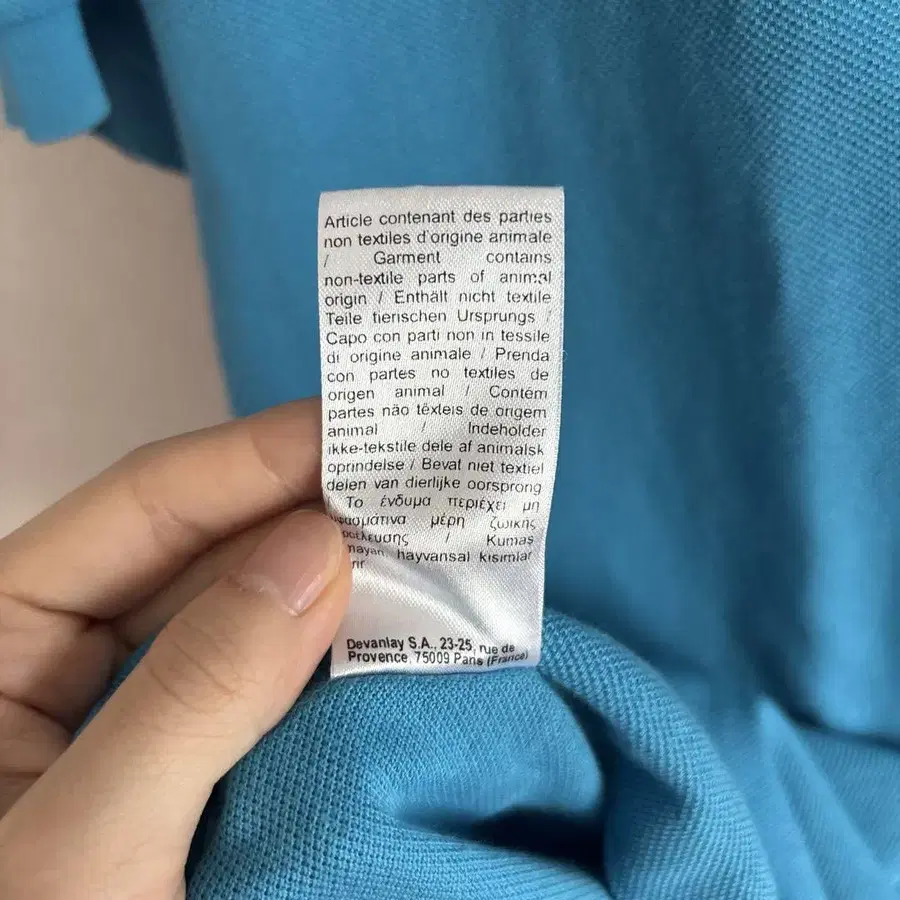 Article contenant des parties
non textiles d'origine animale
/ Garment contains
non-textile parts of animal
origin / Enthält nicht textile
Teile tierischen Ursprungs /
Capo con parti non in tessile
di origine animale / Prenda
con partes no textiles de
origen animal / Contém
partes não têxteis de origem
animal / Indeholder
ikke-tekstile dele af animalsk
oprindelse / Bevat niet textiel
delen van dierlijke oorsprong
Το ένδυμα περιέχει μη
μέρη ζωικής
/ Kumaş
hayvansal kısımlar
Devanlay S.A., 23-25, rue de
Provence, 75009 Paris (France)